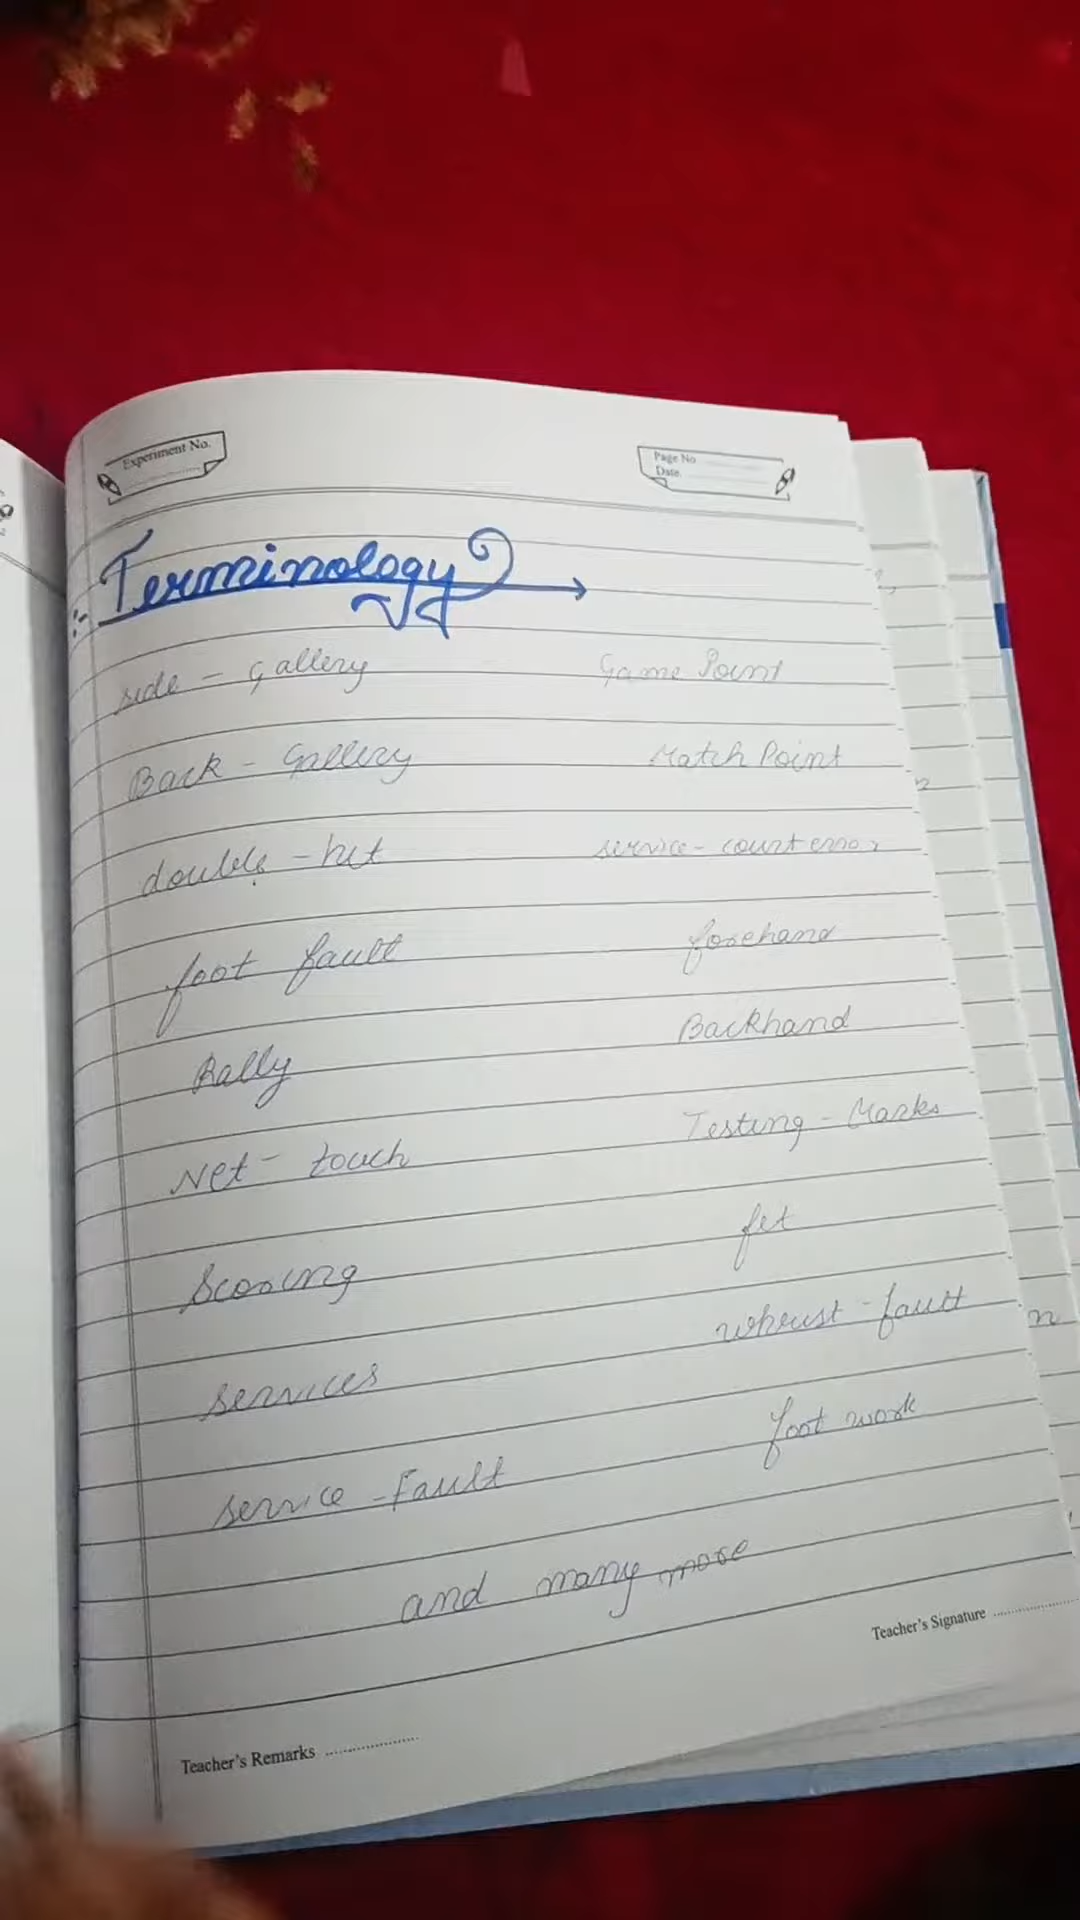 Experiment No.
Page No
Date
:- Terminology
side - Gallery
Game Point
Back - Gallery
Match Point
double - hit
service - court error
foot fault
forehand
Rally
Backhand
Net - touch
Testing - Marks
Scoring
fet
services
fault
service - Fault
foot work
and many more
Teacher's Signature
Teacher's Remarks